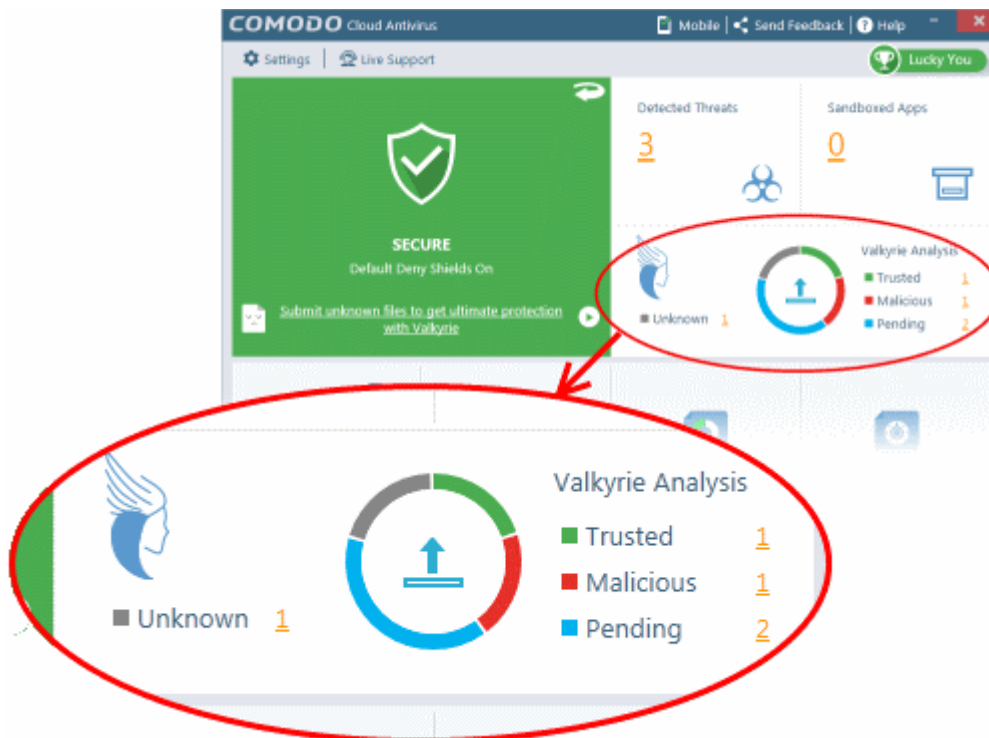 COMODO Cloud Antivirus
Mobile Send Feedback Help
Settings Live Support
Lucky You
Detected Threats
3
Sandboxed Apps
0
SECURE
Default Deny Shields On
Submit unknown files to get ultimate protection
with Valkyrie
Unknown 1
Valkyrie Analysis
Trusted 1
Malicious 1
Pending 2
Unknown 1
Valkyrie Analysis
Trusted 1
Malicious 1
Pending 2